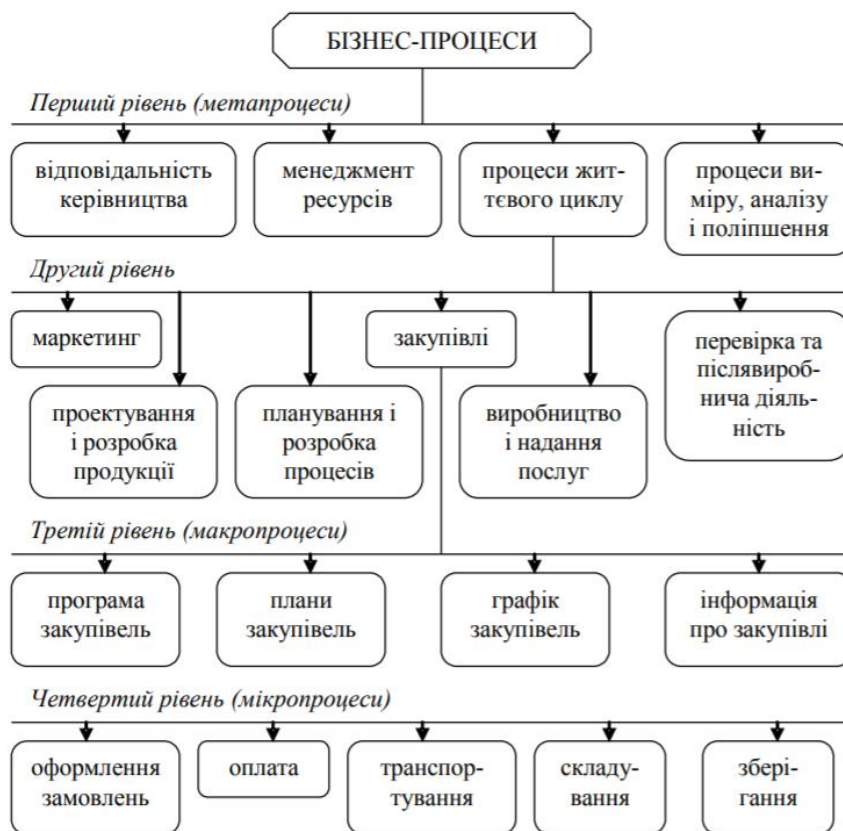 БІЗНЕС-ПРОЦЕСИ
Перший рівень (метапроцеси)
відповідальність
керівництва
менеджмент
ресурсів
процеси жит-
тєвого циклу
процеси ви-
міру, аналізу
і поліпшення
Другий рівень
маркетинг
закупівлі
перевірка та
післявироб-
нича діяль-
ність
проектування
і розробка
продукції
планування і
розробка
процесів
виробництво
і надання
послуг
Третій рівень (макропроцеси)
програма
закупівель
плани
закупівель
графік
закупівель
інформація
про закупівлі
Четвертий рівень (мікропроцеси)
оформлення
замовлень
оплата
транспор-
тування
складу-
вання
збері-
гання